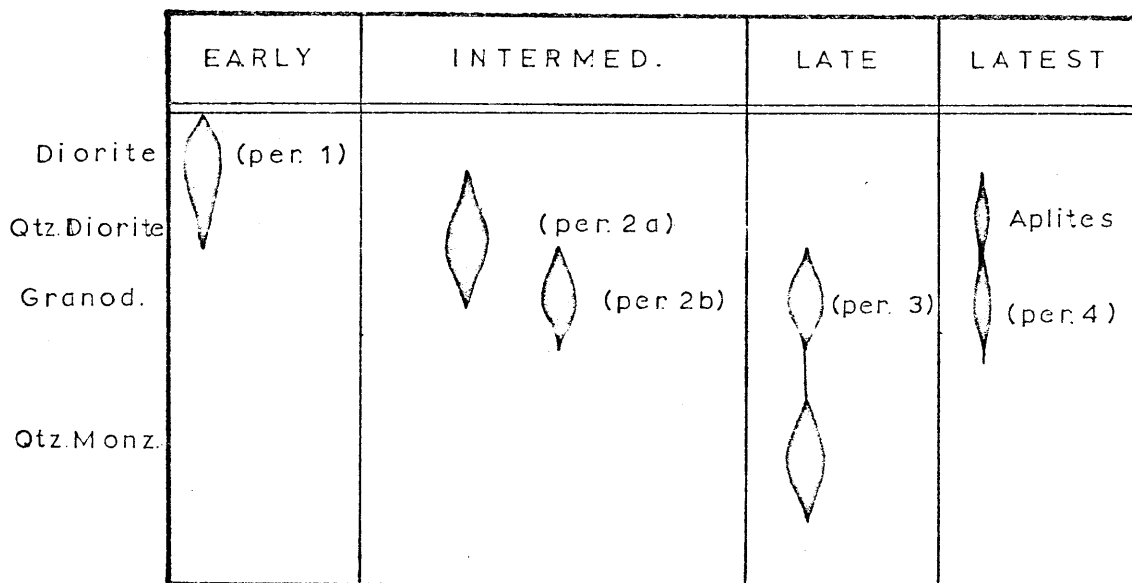 EARLY INTERMED. LATE LATEST
Diorite (per. 1)
Qtz.Diorite (per. 2a) Aplites
Granod. (per. 2b) (per. 3) (per. 4)
Qtz.Monz.